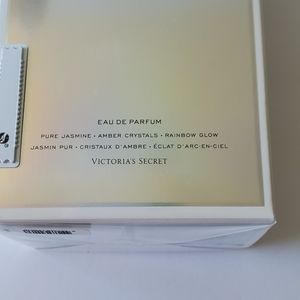 EAU DE PARFUM
PURE JASMINE • AMBER CRYSTALS • RAINBOW GLOW
JASMIN PUR • CRISTAUX D'AMBRE • ÉCLAT D'ARC-EN-CIEL
VICTORIA'S SECRET